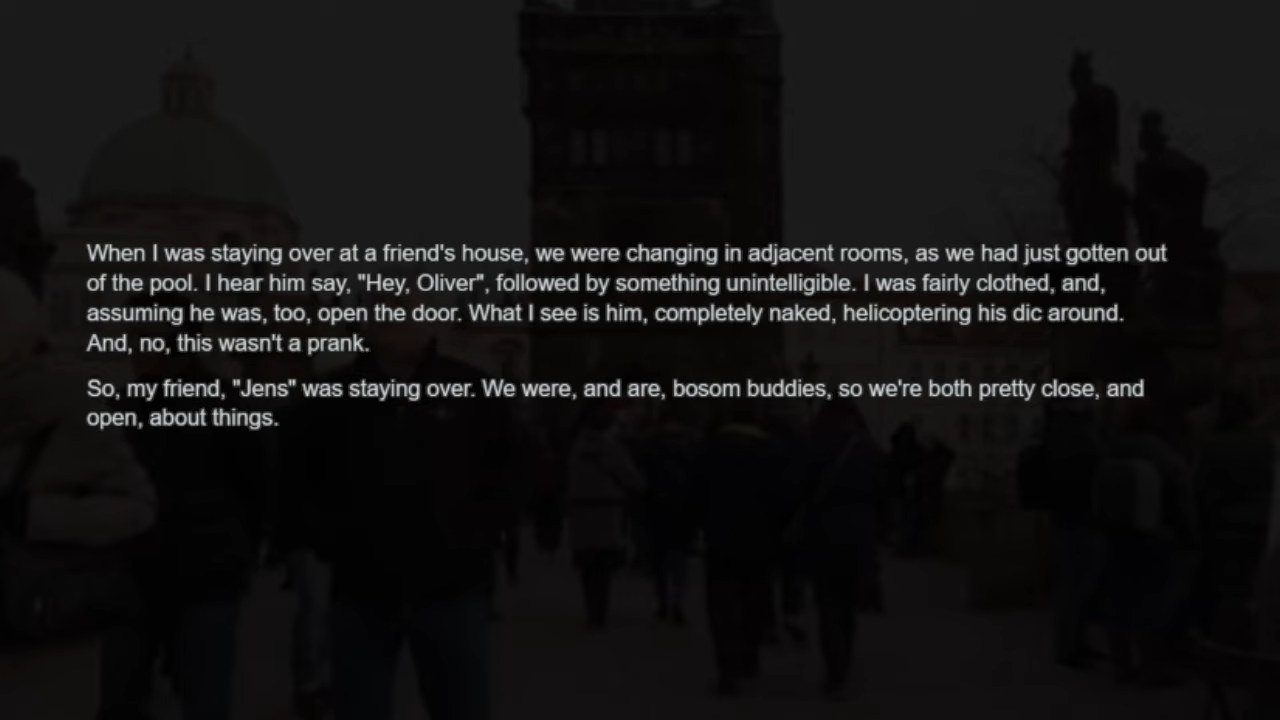 When I was staying over at a friend's house, we were changing in adjacent rooms, as we had just gotten out
of the pool. I hear him say, "Hey, Oliver", followed by something unintelligible. I was fairly clothed, and,
assuming he was, too, open the door. What I see is him, completely naked, helicoptering his dic around.
And, no, this wasn't a prank.
So, my friend, "Jens" was staying over. We were, and are, bosom buddies, so we're both pretty close, and
open, about things.